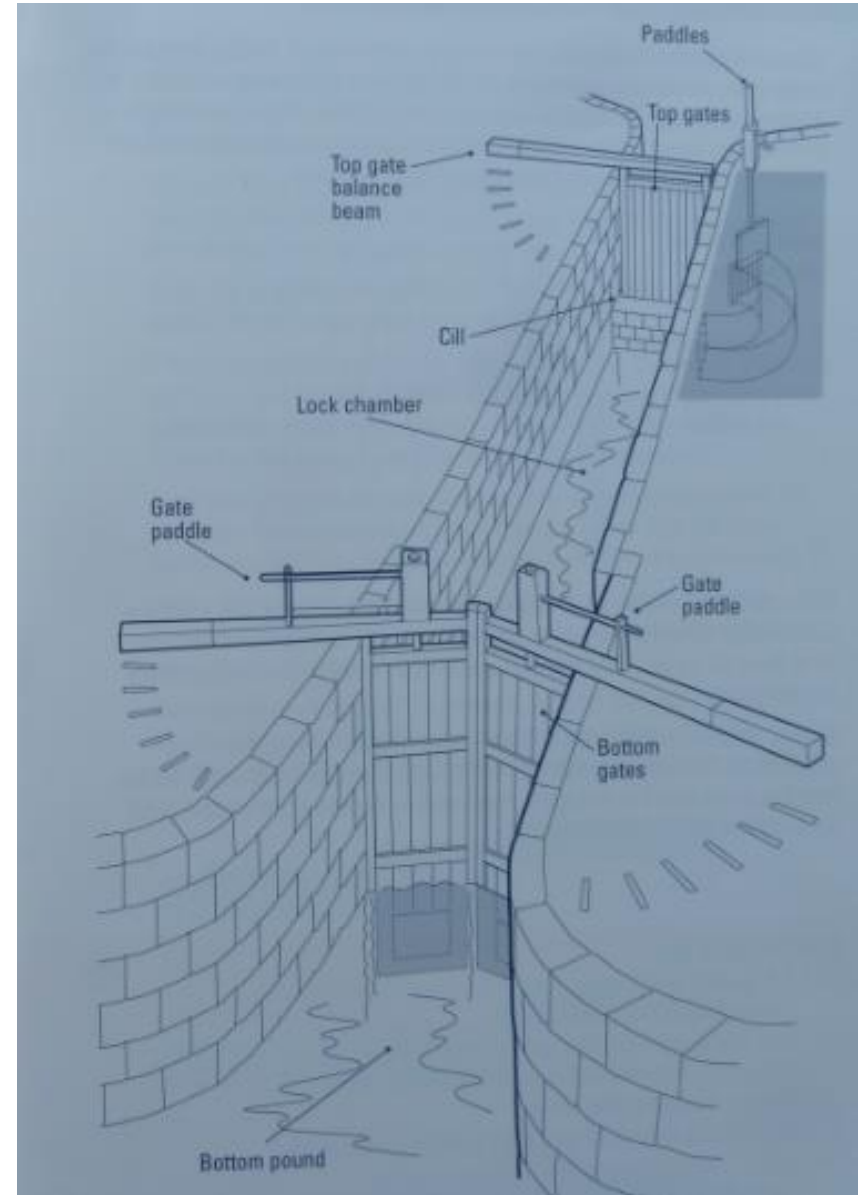 Paddles
Top gates
Top gate
balance
beam
Cill
Lock chamber
Gate
paddle
Gate
paddle
Bottom
gates
Bottom pound